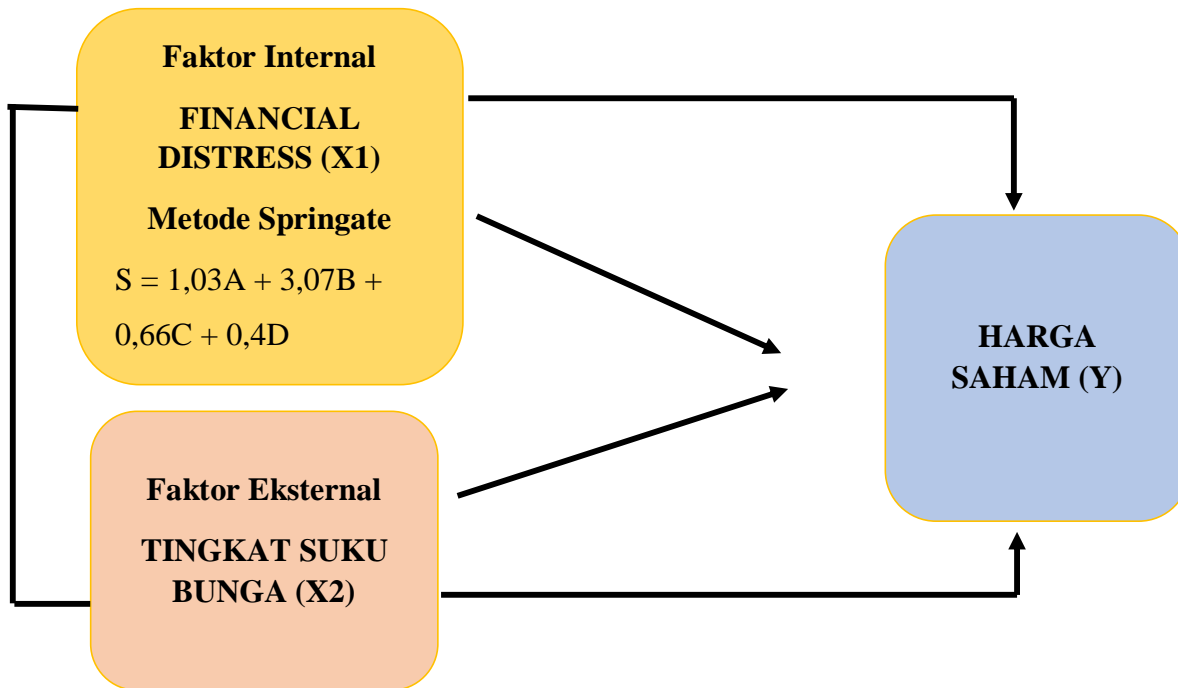 Faktor Internal
FINANCIAL
DISTRESS (X1)
Metode Springate
S = 1,03A + 3,07B +
0,66C + 0,4D
Faktor Eksternal
TINGKAT SUKU
BUNGA (X2)
HARGA
SAHAM (Y)